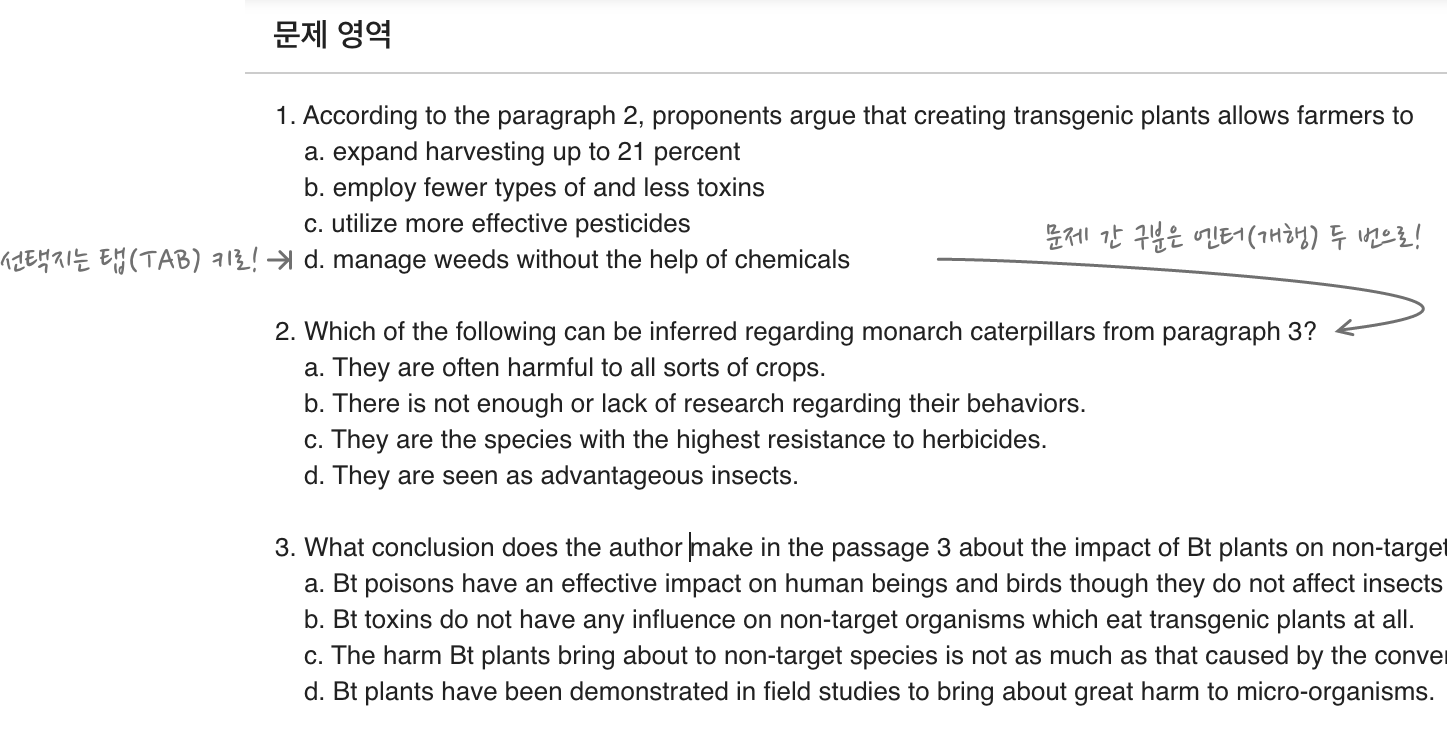 문제 영역
1. According to the paragraph 2, proponents argue that creating transgenic plants allows farmers to
a. expand harvesting up to 21 percent
b. employ fewer types of and less toxins
c. utilize more effective pesticides
문제 간 구분은 엔터(개행) 두 번으로!
선택지는 탭(TAB) 키로! d. manage weeds without the help of chemicals
2. Which of the following can be inferred regarding monarch caterpillars from paragraph 3?
a. They are often harmful to all sorts of crops.
b. There is not enough or lack of research regarding their behaviors.
c. They are the species with the highest resistance to herbicides.
d. They are seen as advantageous insects.
3. What conclusion does the author make in the passage 3 about the impact of Bt plants on non-target
a. Bt poisons have an effective impact on human beings and birds though they do not affect insects
b. Bt toxins do not have any influence on non-target organisms which eat transgenic plants at all.
c. The harm Bt plants bring about to non-target species is not as much as that caused by the
d. Bt plants have been demonstrated in field studies to bring about great harm to micro-organisms.